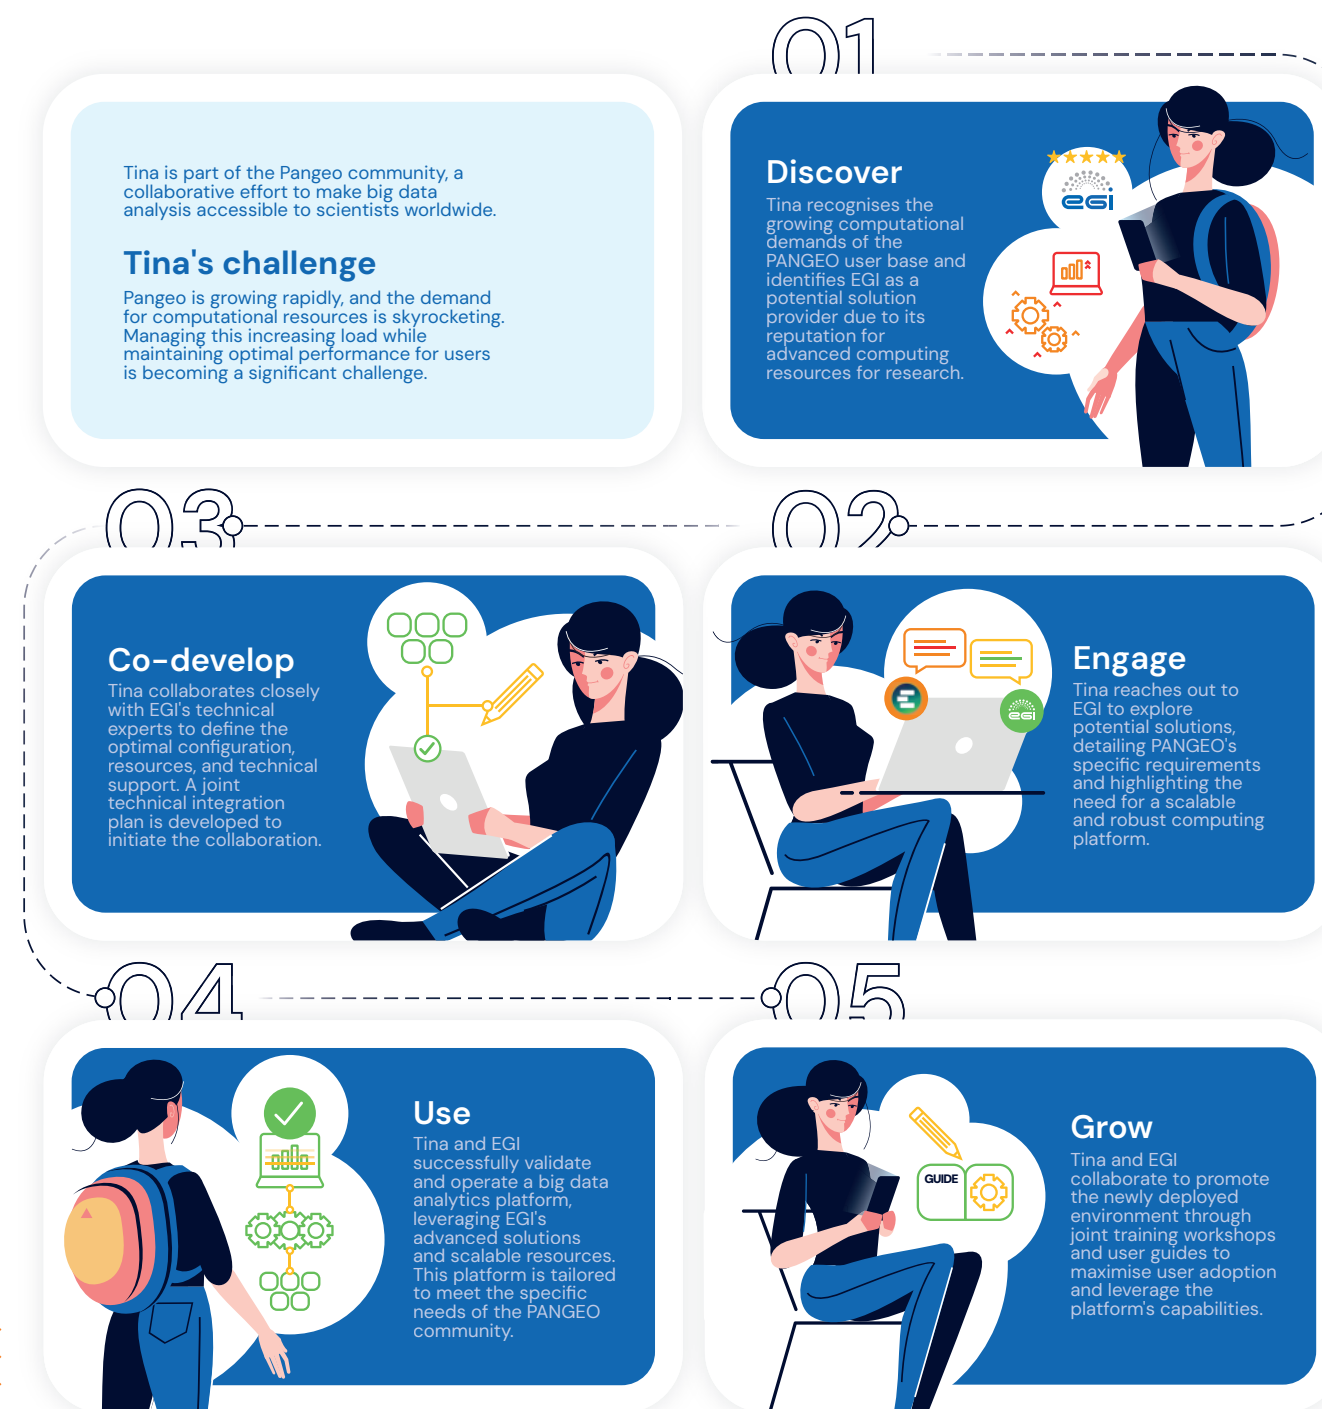 Tina is part of the Pangeo community, a
collaborative effort to make big data
analysis accessible to scientists worldwide.
Tina's challenge
Pangeo is growing rapidly, and the demand
for computational resources is skyrocketing.
Managing this increasing load while
maintaining optimal performance for users
is becoming a significant challenge.
01
Discover
Tina recognises the
growing computational
demands of the
PANGEO user base and
identifies EGI as a
potential solution
provider due to its
reputation for
advanced computing
resources for research.
eGi
02
Engage
Tina reaches out to
EGI to explore
potential solutions,
detailing PANGEO's
specific requirements
and highlighting the
need for a scalable
and robust computing
platform.
eGi
03
Co-develop
Tina collaborates closely
with EGI's technical
experts to define the
optimal configuration,
resources, and technical
support. A joint
technical integration
plan is developed to
initiate the collaboration.
04
Use
Tina and EGI
successfully validate
and operate a big data
analytics platform,
leveraging EGI's
advanced solutions
and scalable resources.
This platform is tailored
to meet the specific
needs of the PANGEO
community.
05
Grow
Tina and EGI
collaborate to promote
the newly deployed
environment through
joint training workshops
and user guides to
maximise user adoption
and leverage the
platform's capabilities.
GUIDE